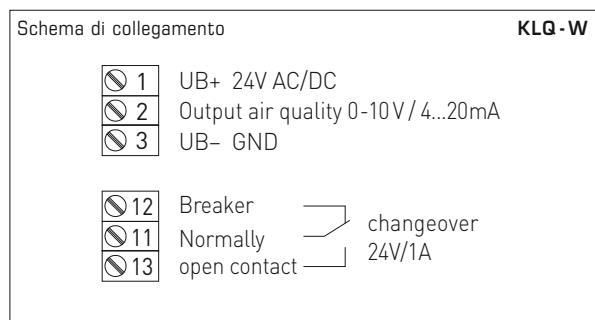 Schema di collegamento KLQ-W
1 UB+ 24V AC/DC
2 Output air quality 0-10V / 4...20mA
3 UB– GND
12 Breaker
11 Normally
13 open contact
changeover
24V/1A